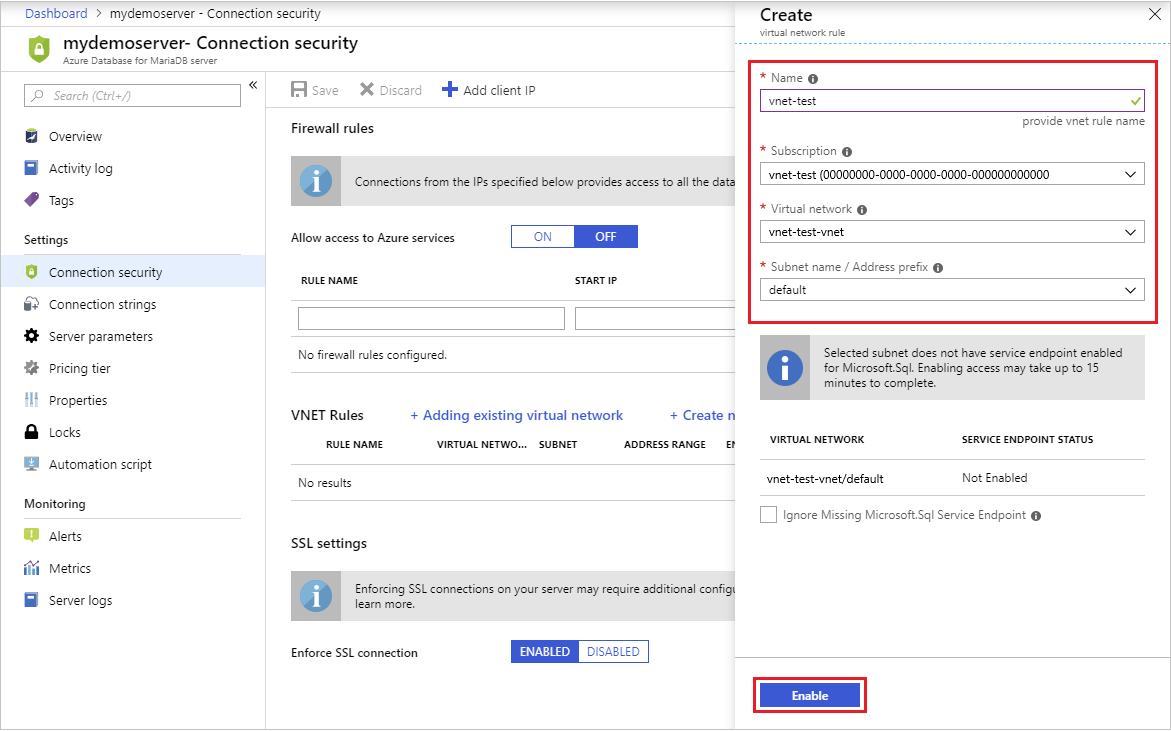 Dashboard > mydemoserver - Connection security
mydemoserver- Connection security
Azure Database for MariaDB server
Search (Ctrl+/)
«
Overview
Activity log
Tags
Settings
Connection security
Connection strings
Server parameters
Pricing tier
Properties
Locks
Automation script
Monitoring
Alerts
Metrics
Server logs
Save Discard Add client IP
Firewall rules
Connections from the IPs specified below provides access to all the data
Allow access to Azure services ON OFF
RULE NAME START IP
No firewall rules configured.
VNET Rules + Adding existing virtual network + Create n
RULE NAME VIRTUAL NETWO... SUBNET ADDRESS RANGE EN
No results
SSL settings
Enforcing SSL connections on your server may require additional configu
learn more.
Enforce SSL connection ENABLED DISABLED
Create
virtual network rule
* Name
vnet-test
provide vnet rule name
* Subscription
vnet-test (00000000-0000-0000-0000-000000000000
* Virtual network
vnet-test-vnet
* Subnet name / Address prefix
default
Selected subnet does not have service endpoint enabled
for Microsoft.Sql. Enabling access may take up to 15
minutes to complete.
VIRTUAL NETWORK SERVICE ENDPOINT STATUS
vnet-test-vnet/default Not Enabled
Ignore Missing Microsoft.Sql Service Endpoint
Enable